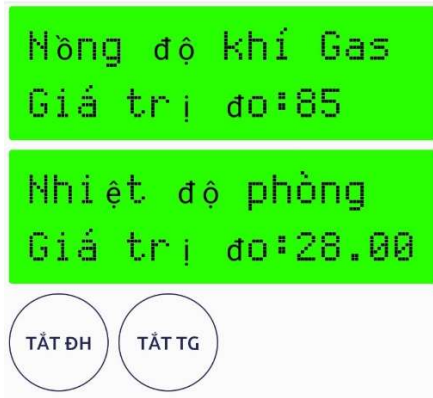 Nồng độ khí Gas
Giá trị đo:85
Nhiệt độ phòng
Giá trị đo:28.00
TẮT ĐH
TẮT TG